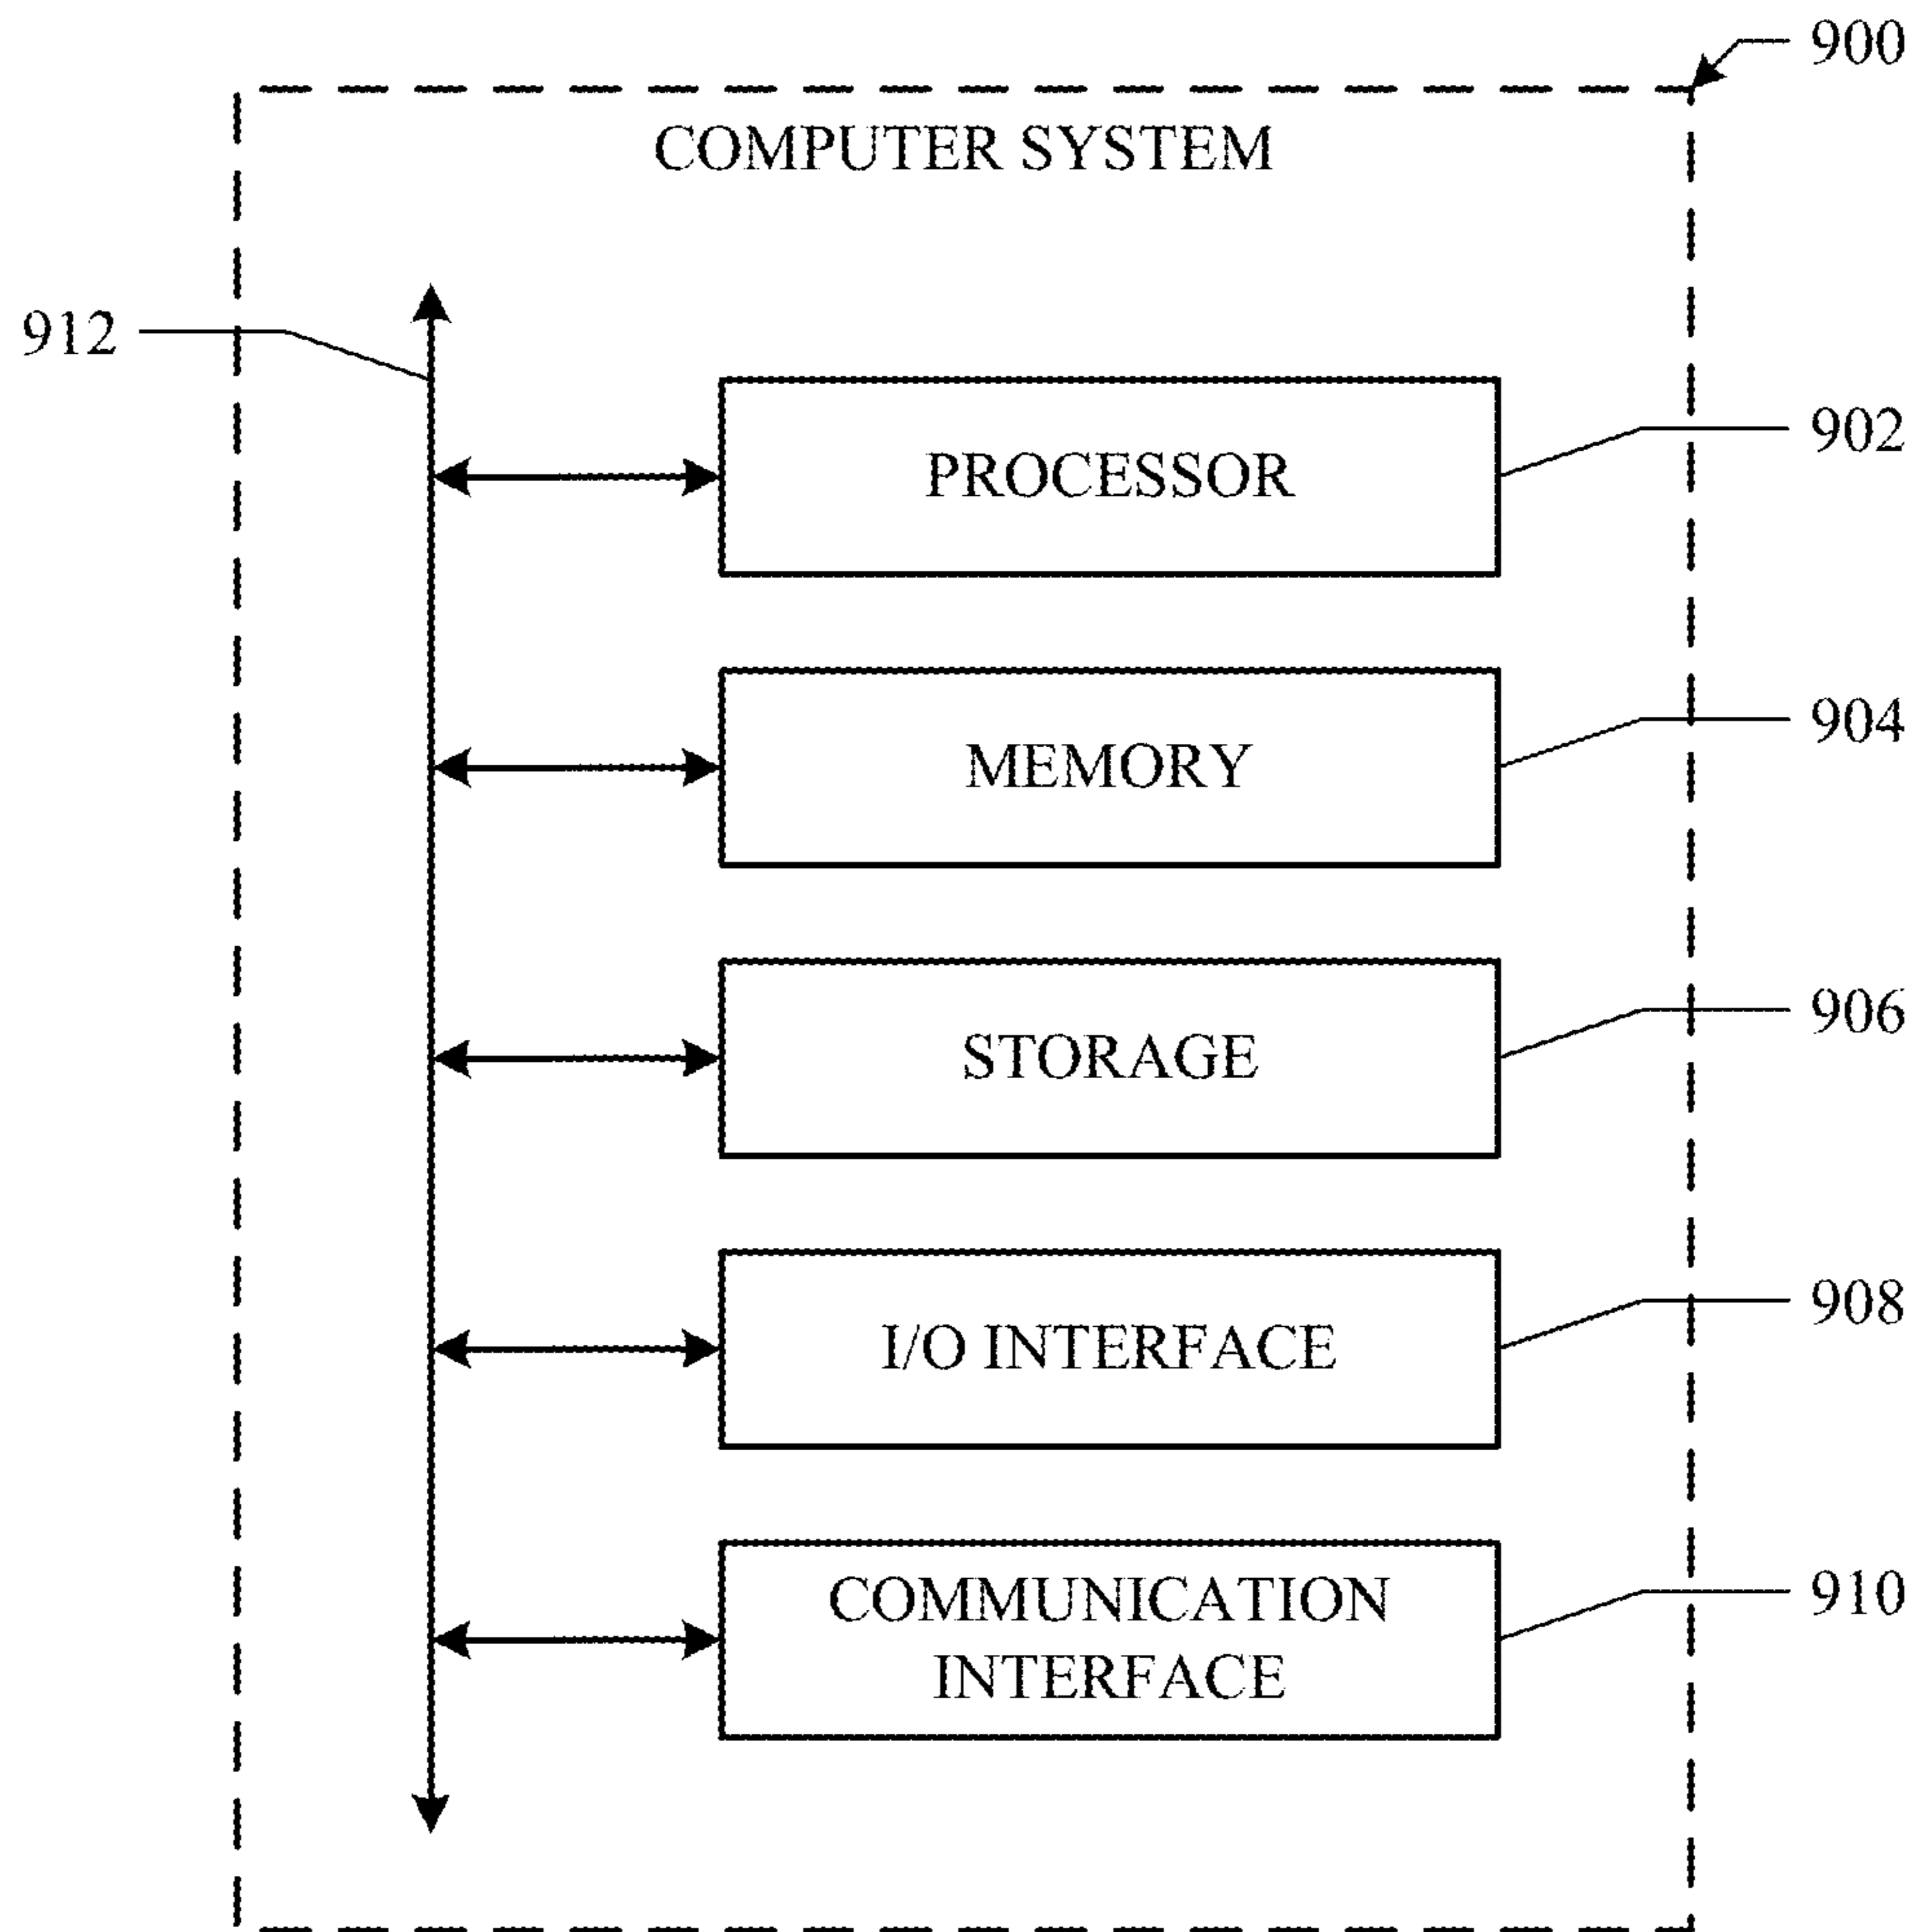 900
COMPUTER SYSTEM
912
PROCESSOR
902
MEMORY
904
STORAGE
906
I/O INTERFACE
908
COMMUNICATION
INTERFACE
910